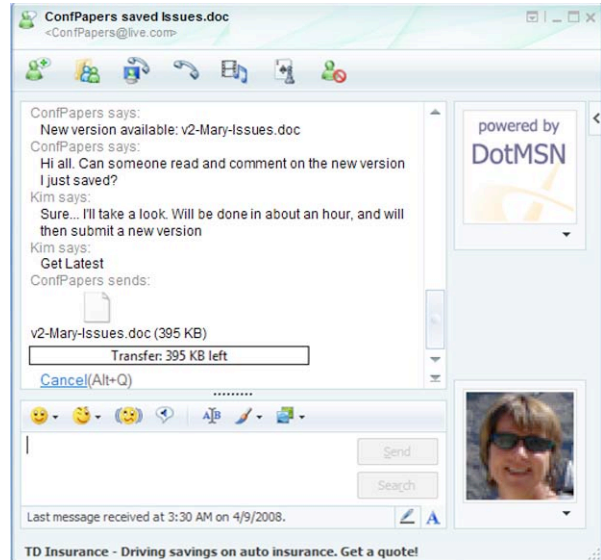 ConfPapers saved Issues.doc
<ConfPapers@live.com>
ConfPapers says:
New version available: v2-Mary-Issues.doc
ConfPapers says:
Hi all. Can someone read and comment on the new version
I just saved?
Kim says:
Sure... I'll take a look. Will be done in about an hour, and will
then submit a new version
Kim says:
Get Latest
ConfPapers sends:
v2-Mary-Issues.doc (395 KB)
Transfer: 395 KB left
Cancel(Alt+Q)
powered by
DotMSN
Send
Search
Last message received at 3:30 AM on 4/9/2008.
TD Insurance - Driving savings on auto insurance. Get a quote!